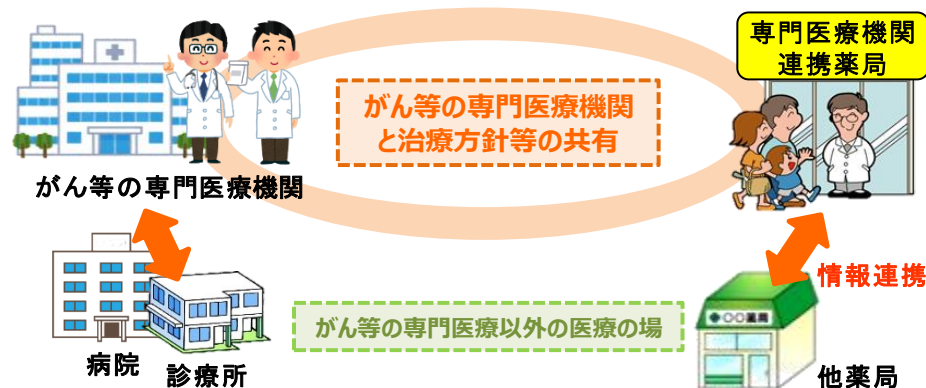 専門医療機関
連携薬局
がん等の専門医療機関
と治療方針等の共有
がん等の専門医療機関
情報連携
がん等の専門医療以外の医療の場
○○薬局
病院
診療所
他薬局